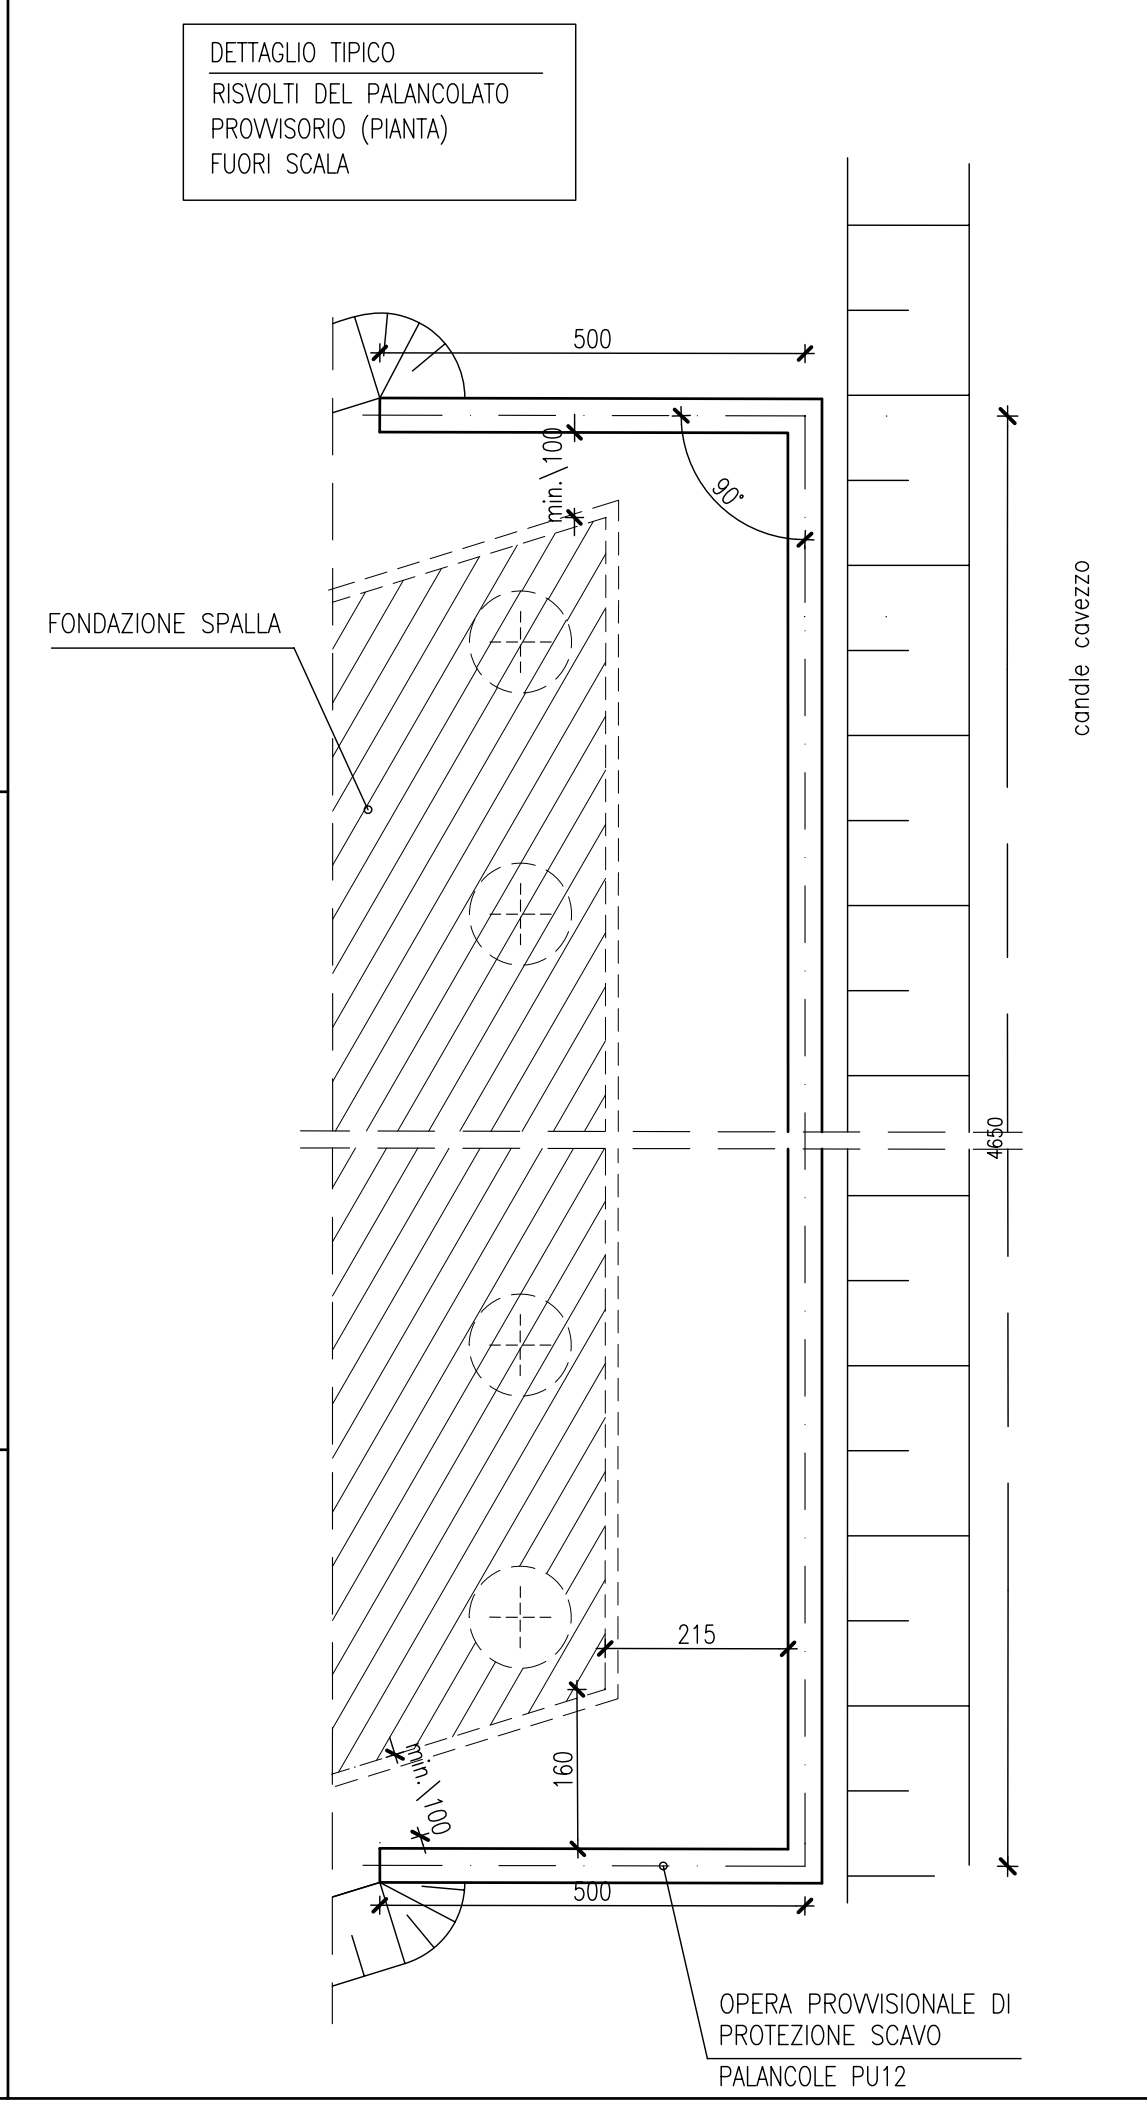 DETTAGLIO TIPICO
RISVOLTI DEL PALANCOLATO
PROVVISORIO (PIANTA)
FUORI SCALA
500
min.\100
90°
FONDAZIONE SPALLA
canale cavezzo
4650
215
160
min.\100
500
OPERA PROVVISIONALE DI
PROTEZIONE SCAVO
PALANCOLE PU12